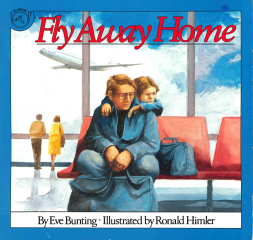 Fly Away Home
By Eve Bunting · Illustrated by Ronald Himler